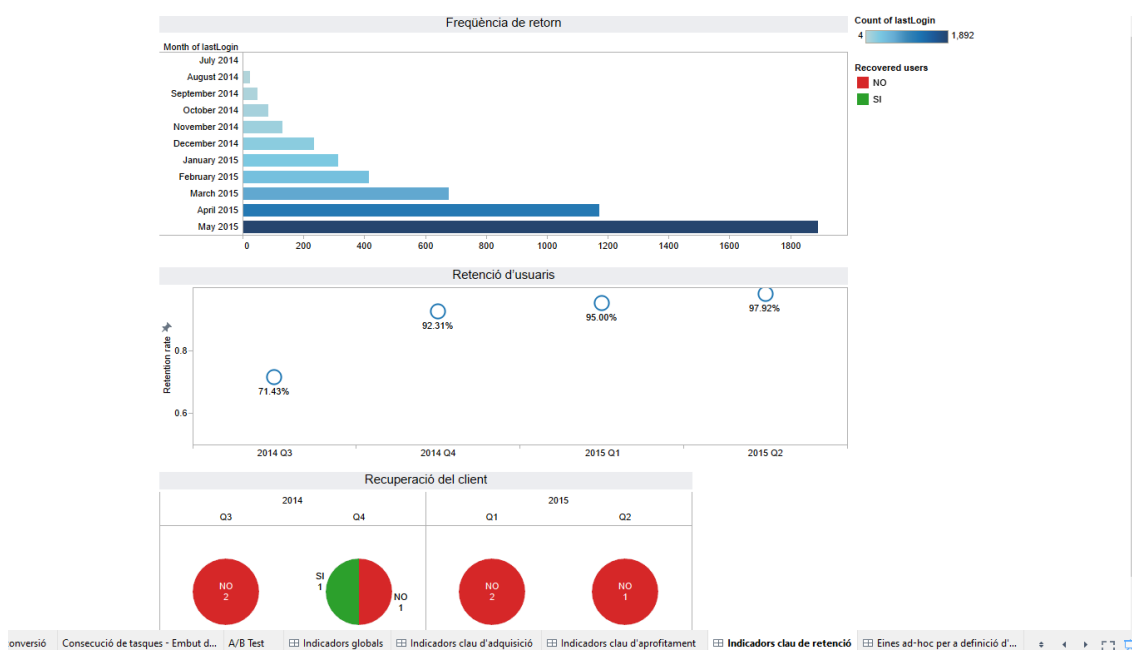 Freqüència de retorn
Count of lastLogin
4 1,892
Month of lastLogin
July 2014
August 2014
September 2014
October 2014
November 2014
December 2014
January 2015
February 2015
March 2015
April 2015
May 2015
0 200 400 600 800 1000 1200 1400 1600 1800
Recovered users
NO
SI
Retenció d'usuaris
Retention rate
0.8
0.6
71.43%
92.31%
95.00%
97.92%
2014 Q3 2014 Q4 2015 Q1 2015 Q2
Recuperació del client
2014 2015
Q3 Q4 Q1 Q2
NO
2
SI
1
NO
1
NO
2
NO
1
onversió Consecució de tasques - Embut d... A/B Test Indicadors globals Indicadors clau d'adquisició Indicadors clau d'aprofitament Indicadors clau de retenció Eines ad-hoc per a definició d'...